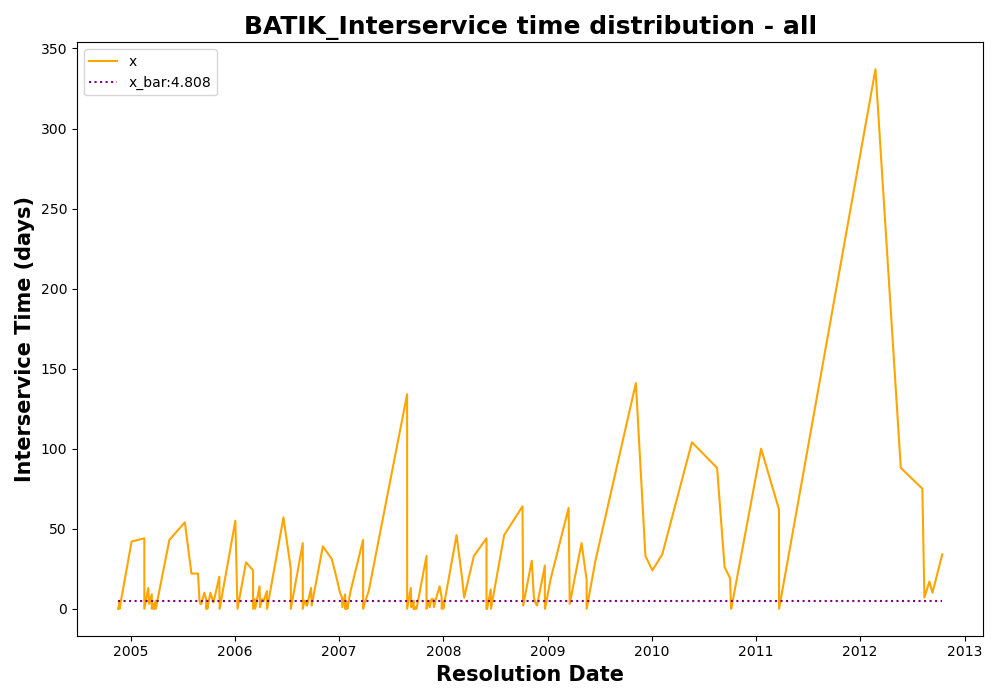 BATIK_Interservice time distribution - all
x
x_bar:4.808
Interservice Time (days)
350
300
250
200
150
100
50
0
2005 2006 2007 2008 2009 2010 2011 2012 2013
Resolution Date